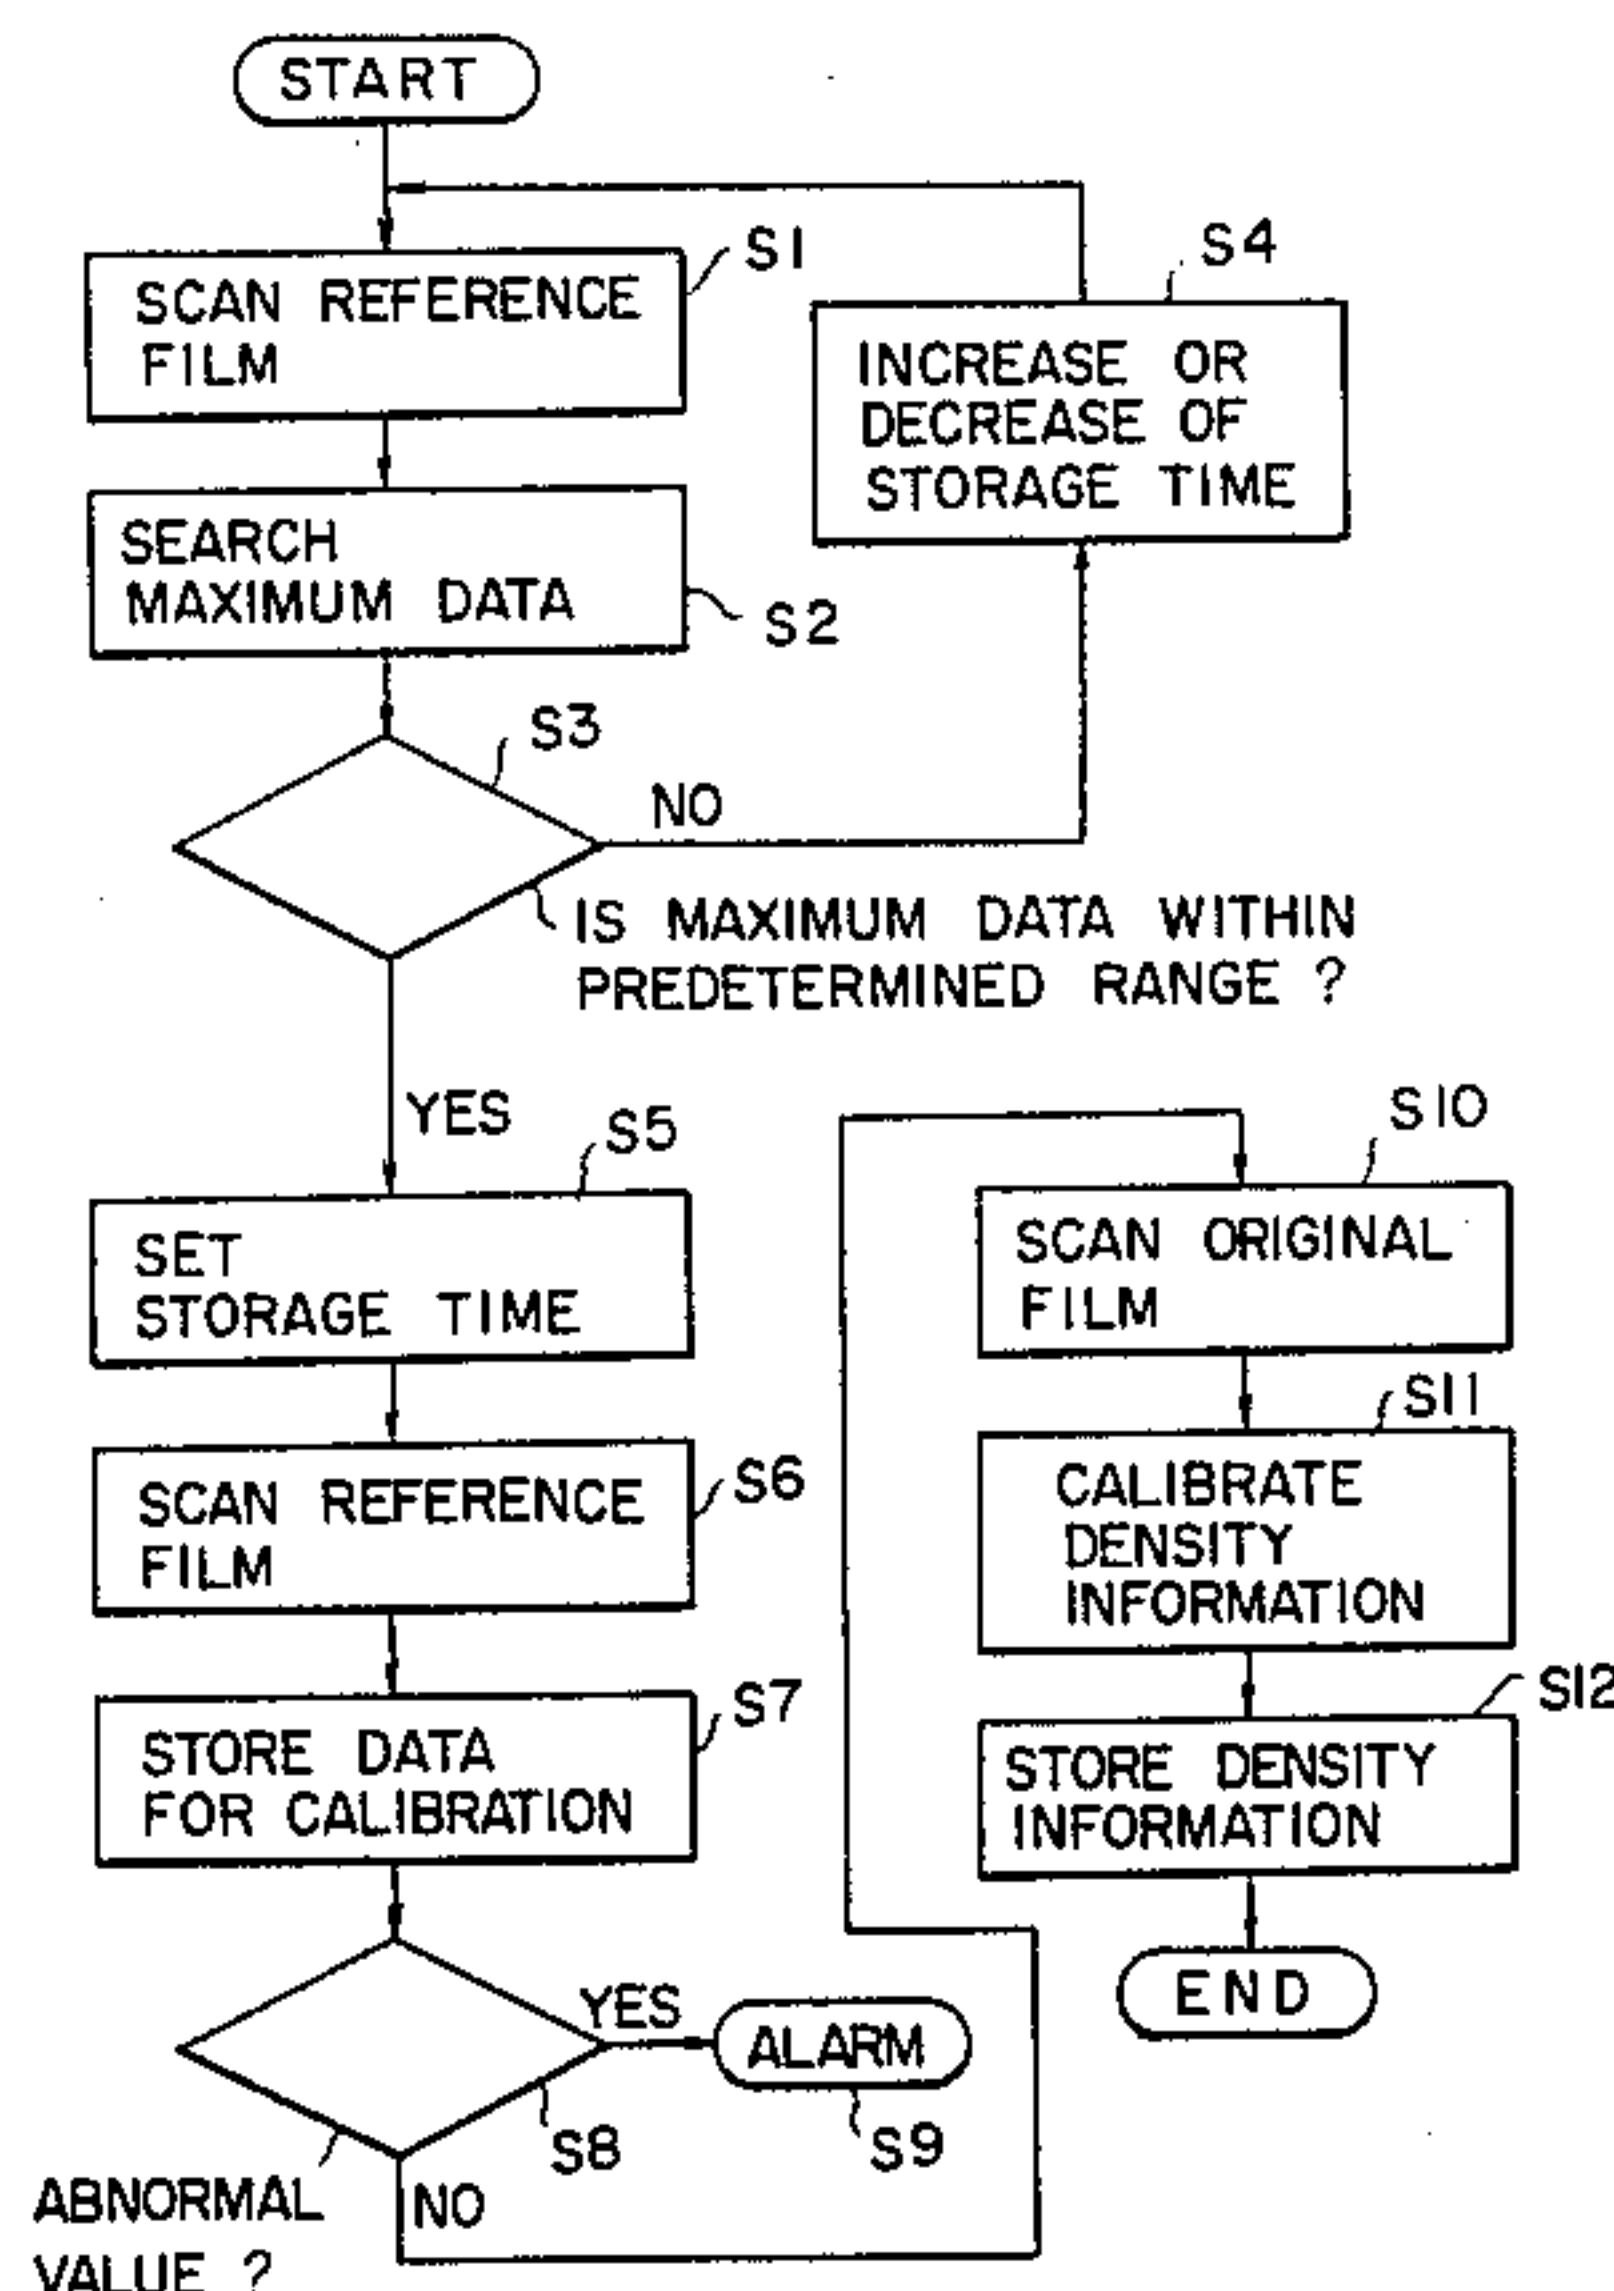 START
S1
SCAN REFERENCE
FILM
S4
INCREASE OR
DECREASE OF
STORAGE TIME
SEARCH
MAXIMUM DATA
S2
S3
NO
IS MAXIMUM DATA WITHIN
PREDETERMINED RANGE ?
YES
S5
SET
STORAGE TIME
S6
SCAN REFERENCE
FILM
S7
STORE DATA
FOR CALIBRATION
YES
ALARM
S8
S9
ABNORMAL
VALUE ?
NO
S10
SCAN ORIGINAL
FILM
S11
CALIBRATE
DENSITY
INFORMATION
S12
STORE DENSITY
INFORMATION
END